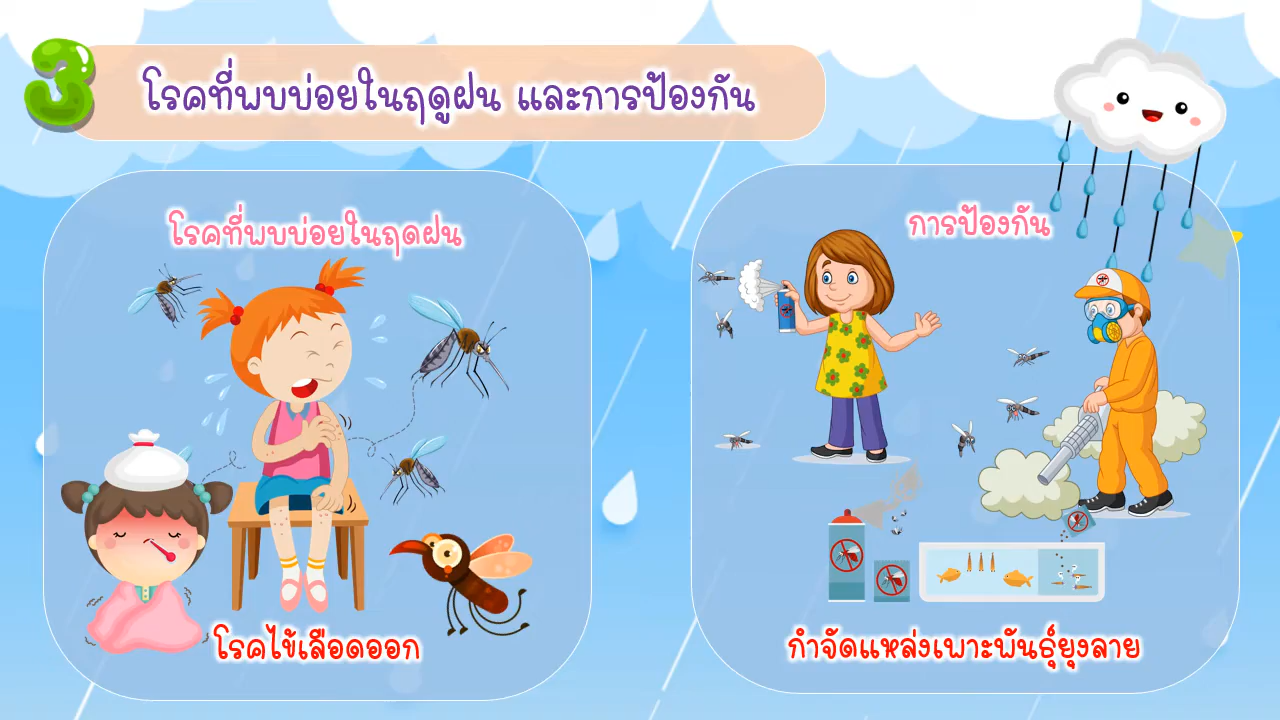 3
โรคที่พบบ่อยในฤดูฝน และการป้องกัน
โรคที่พบบ่อยในฤดฝน
การป้องกัน
โรคไข้เลือดออก
กำจัดแหล่งเพาะพันธุ์ยุงลาย